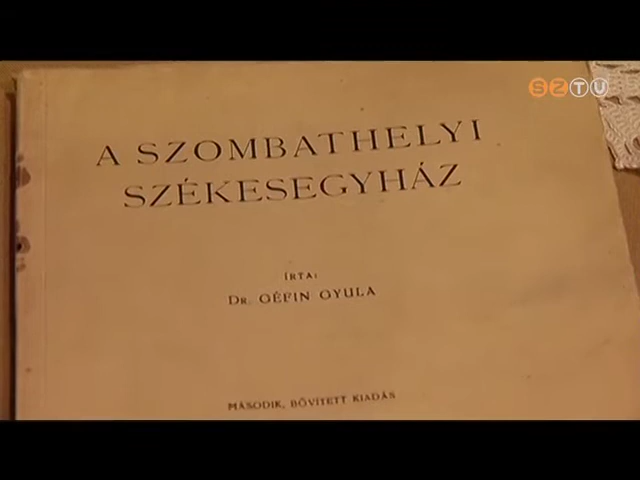 SZTV
A SZOMBATHELYI
SZÉKESEGYHÁZ
ÍRTA:
DR. GÉFIN GYULA
MÁSODIK, BŐVÍTETT KIADÁS